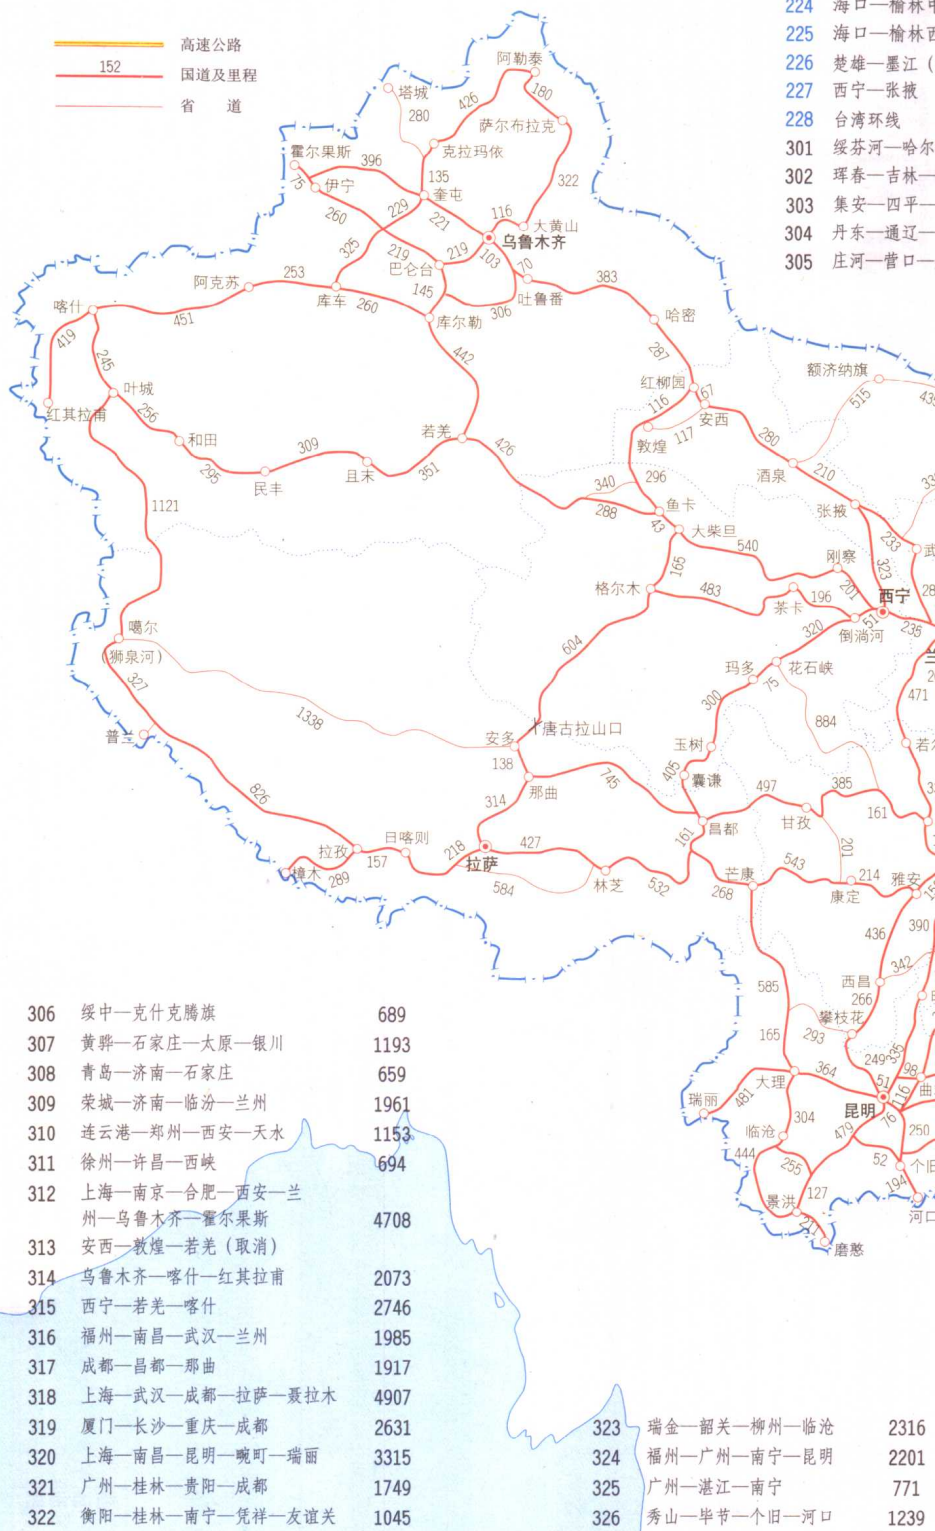 224 海口—榆林
225 海口—榆林
226 楚雄—墨江（
227 西宁—张掖
228 台湾环线
301 绥芬河—哈尔
302 珲春—吉林—
303 集安—四平—
304 丹东—通辽—
305 庄河—营口—
高速公路
152 国道及里程
省道
阿勒泰
塔城 426 180
280 萨尔布拉克
克拉玛依
霍尔果斯 396
75 伊宁 135 322
奎屯
260 229 221 116 大黄山
325 乌鲁木齐
219 219 103 70
巴仑台
阿克苏 253 吐鲁番 383
库车 145 306
喀什 451 260 库尔勒 哈密
419 245 442 287
额济纳旗
红柳园 67 515
叶城 116 安西
红其拉甫 256 117 280
和田 若羌 426 敦煌
309 酒泉 210
295 民丰 且末 351 340 296
288 鱼卡 张掖
1121 43 大柴旦 233
540 刚察 323
165 201 西宁
格尔木 483 196
茶卡 51 235
噶尔 320 倒淌河
(狮泉河) 604
327 玛多 75 花石峡
300 471
1338 唐古拉山口 884
普兰 安多 玉树
138 405 囊谦
那曲 745 497 385
826 314 甘孜 161
日喀则 昌都
拉孜 218 427 161 201
157 拉萨 543 214 雅安
樟木 289 584 林芝 532 芒康
268 康定
436 390
西昌 342
585 266
攀枝花
165 293
249 335
大理 364 51 98
瑞丽 481 昆明 116
76
304 479 250
临沧 52 个旧
444 255
194
景洪 127 河口
211 磨憨
306 绥中—克什克腾旗 689
307 黄骅—石家庄—太原—银川 1193
308 青岛—济南—石家庄 659
309 荣城—济南—临汾—兰州 1961
310 连云港—郑州—西安—天水 1153
311 徐州—许昌—西峡 694
312 上海—南京—合肥—西安—兰
州—乌鲁木齐—霍尔果斯 4708
313 安西—敦煌—若羌（取消）
314 乌鲁木齐—喀什—红其拉甫 2073
315 西宁—若羌—喀什 2746
316 福州—南昌—武汉—兰州 1985
317 成都—昌都—那曲 1917
318 上海—武汉—成都—拉萨—聂拉木 4907
319 厦门—长沙—重庆—成都 2631
320 上海—南昌—昆明—畹町—瑞丽 3315
321 广州—桂林—贵阳—成都 1749
322 衡阳—桂林—南宁—凭祥—友谊关 1045
323 瑞金—韶关—柳州—临沧 2316
324 福州—广州—南宁—昆明 2201
325 广州—湛江—南宁 771
326 秀山—毕节—个旧—河口 1239